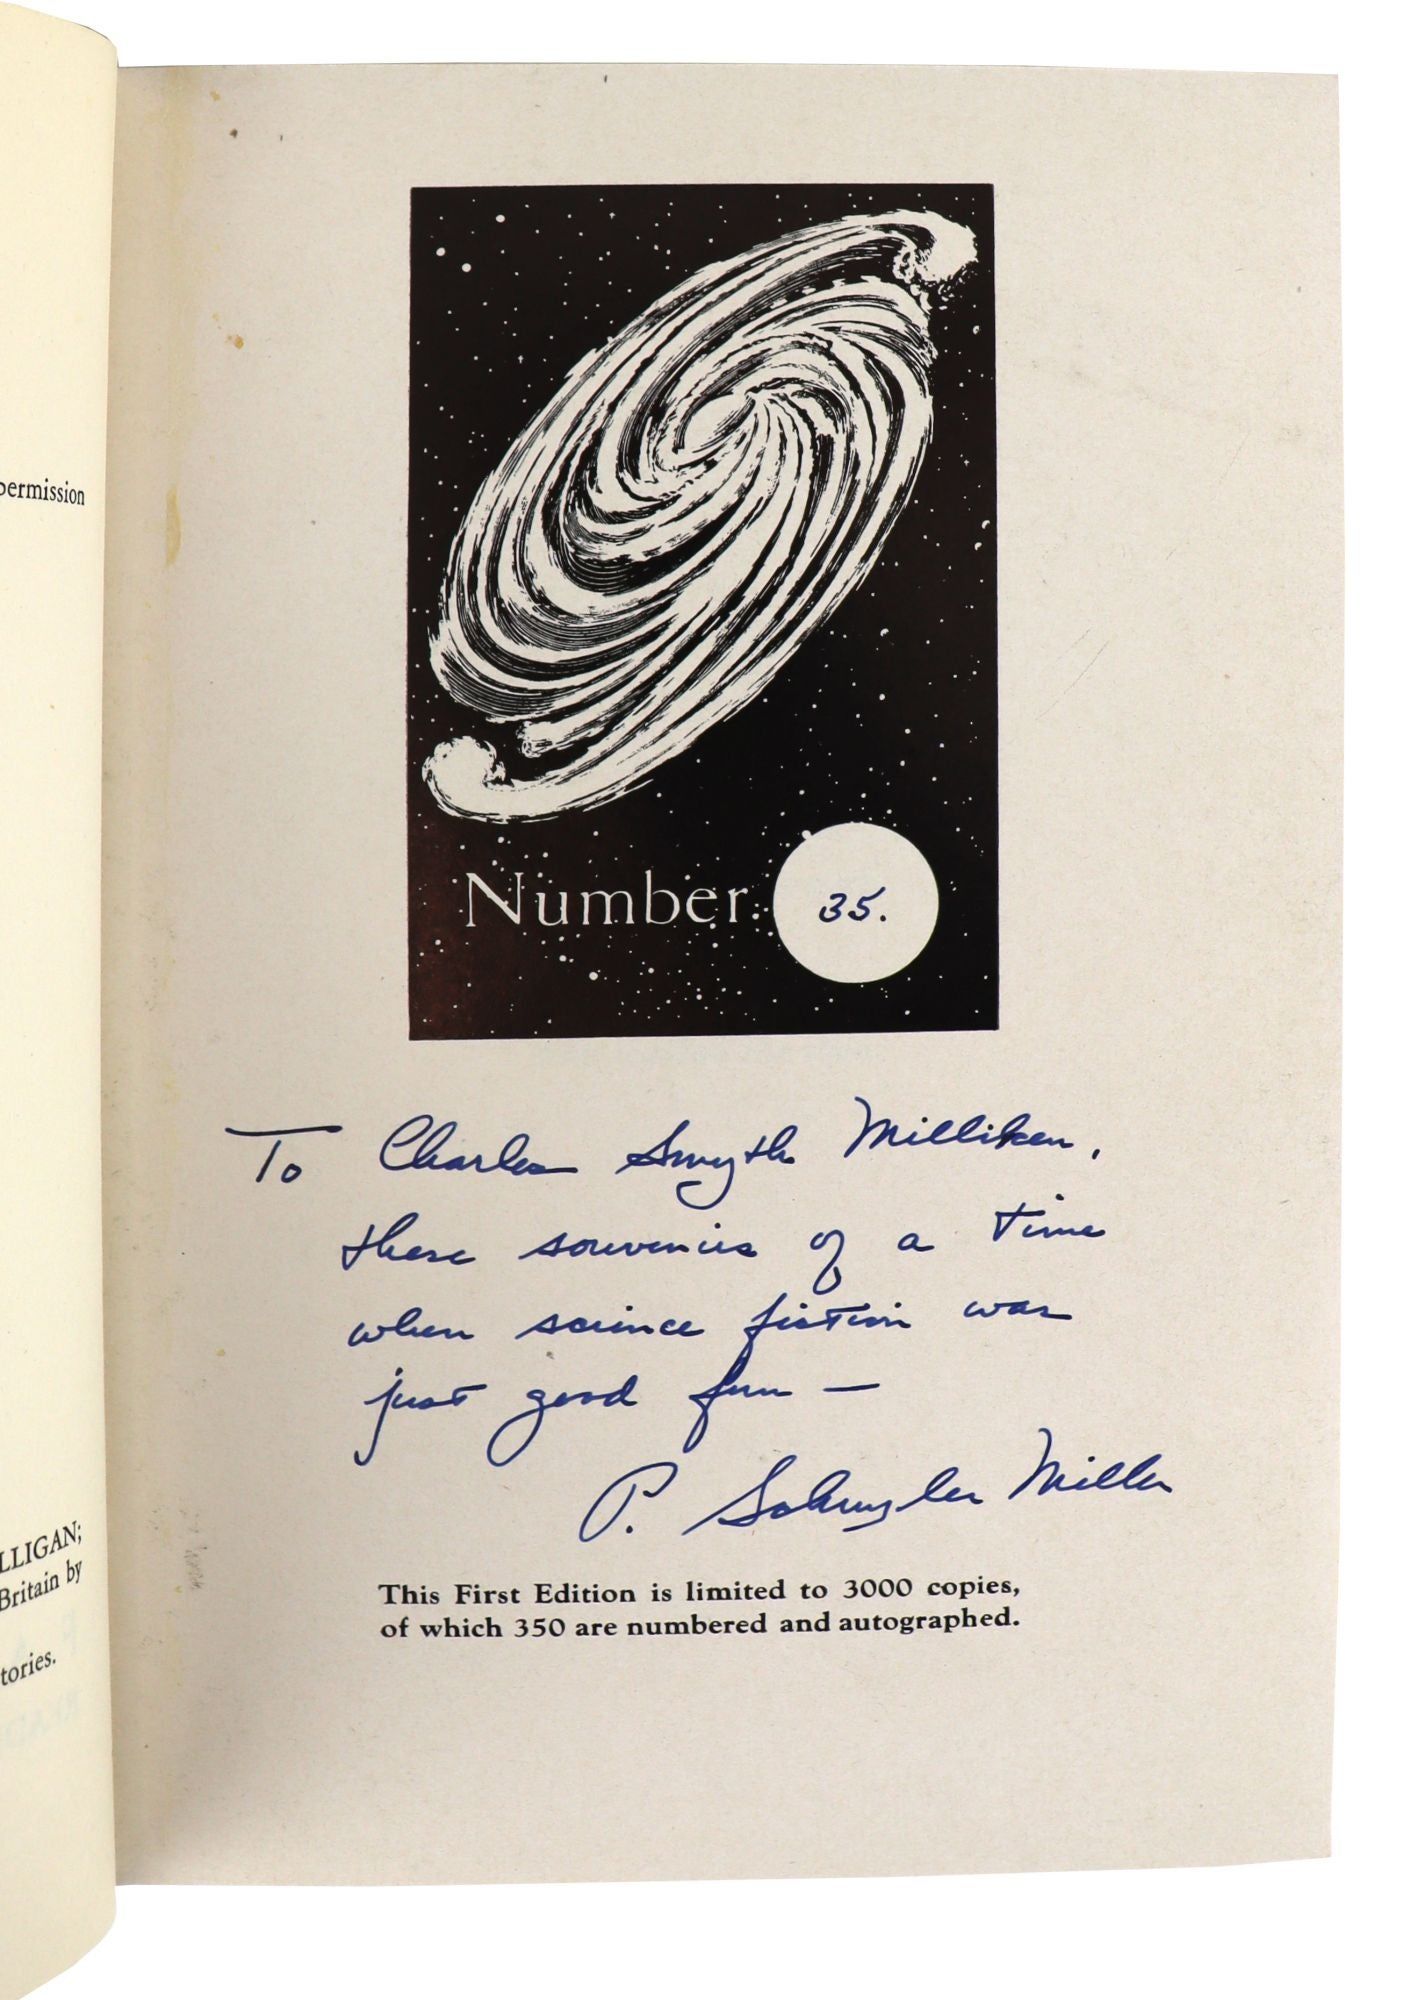 permission
LLIGAN;
Britain by
tories.
Number 35.
To Charles Smyth Milliken,
these souvenirs of a time
when science fiction was
just good fun —
P. Schuyler Miller
This First Edition is limited to 3000 copies,
of which 350 are numbered and autographed.